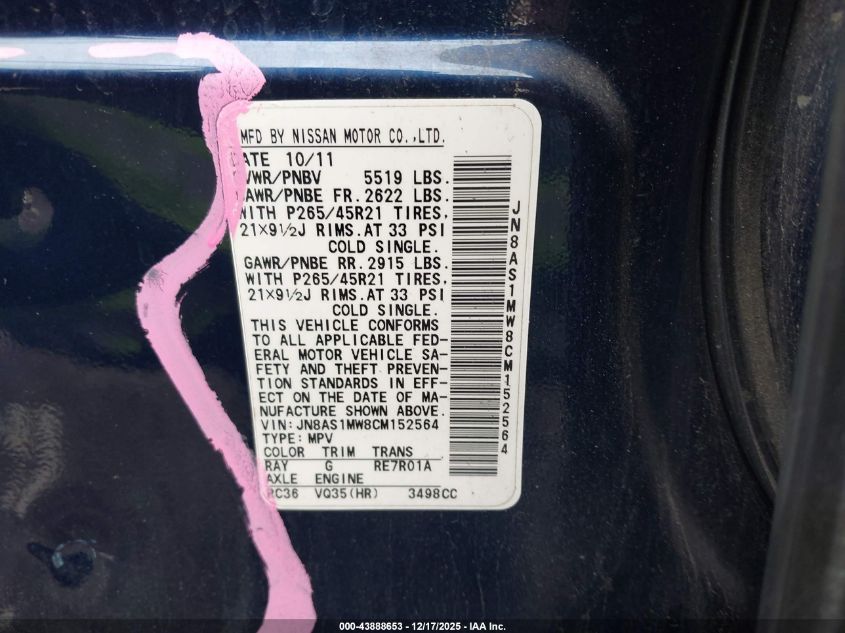 MFD BY NISSAN MOTOR CO.,LTD.
DATE 10/11
VWR/PNBV 5519 LBS.
GAWR/PNBE FR. 2622 LBS.
WITH P265/45R21 TIRES,
21×9½J RIMS. AT 33 PSI
COLD SINGLE.
GAWR/PNBE RR. 2915 LBS.
WITH P265/45R21 TIRES,
21×9½J RIMS. AT 33 PSI
COLD SINGLE.
THIS VEHICLE CONFORMS
TO ALL APPLICABLE FED-
ERAL MOTOR VEHICLE SA-
FETY AND THEFT PREVEN-
TION STANDARDS IN EFF-
ECT ON THE DATE OF MA-
NUFACTURE SHOWN ABOVE.
VIN: JN8AS1MW8CM152564
TYPE: MPV
COLOR TRIM TRANS
RAY G RE7R01A
AXLE ENGINE
RC36 VQ35(HR) 3498CC
JN8AS1MW8CM152564
000-43888653 - 12/17/2025 - IAA Inc.